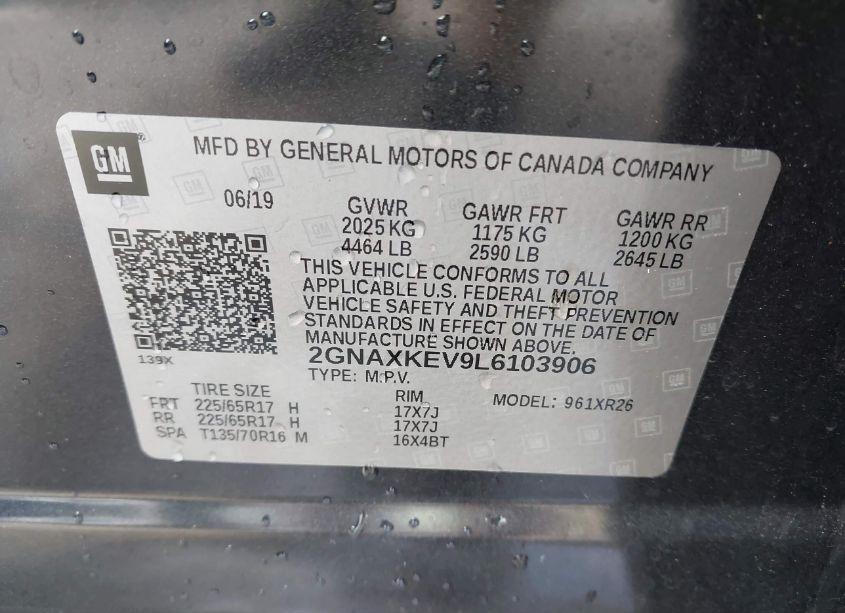 GM
MFD BY GENERAL MOTORS OF CANADA COMPANY
06/19
GVWR GAWR FRT GAWR RR
2025 KG 1175 KG 1200 KG
4464 LB 2590 LB 2645 LB
THIS VEHICLE CONFORMS TO ALL
APPLICABLE U.S. FEDERAL MOTOR
VEHICLE SAFETY AND THEFT PREVENTION
STANDARDS IN EFFECT ON THE DATE OF
MANUFACTURE SHOWN ABOVE.
139X
2GNAXKEV9L6103906
TYPE: M.P.V.
TIRE SIZE RIM MODEL: 961XR26
FRT 225/65R17 H 17X7J
RR 225/65R17 H 17X7J
SPA T135/70R16 M 16X4BT